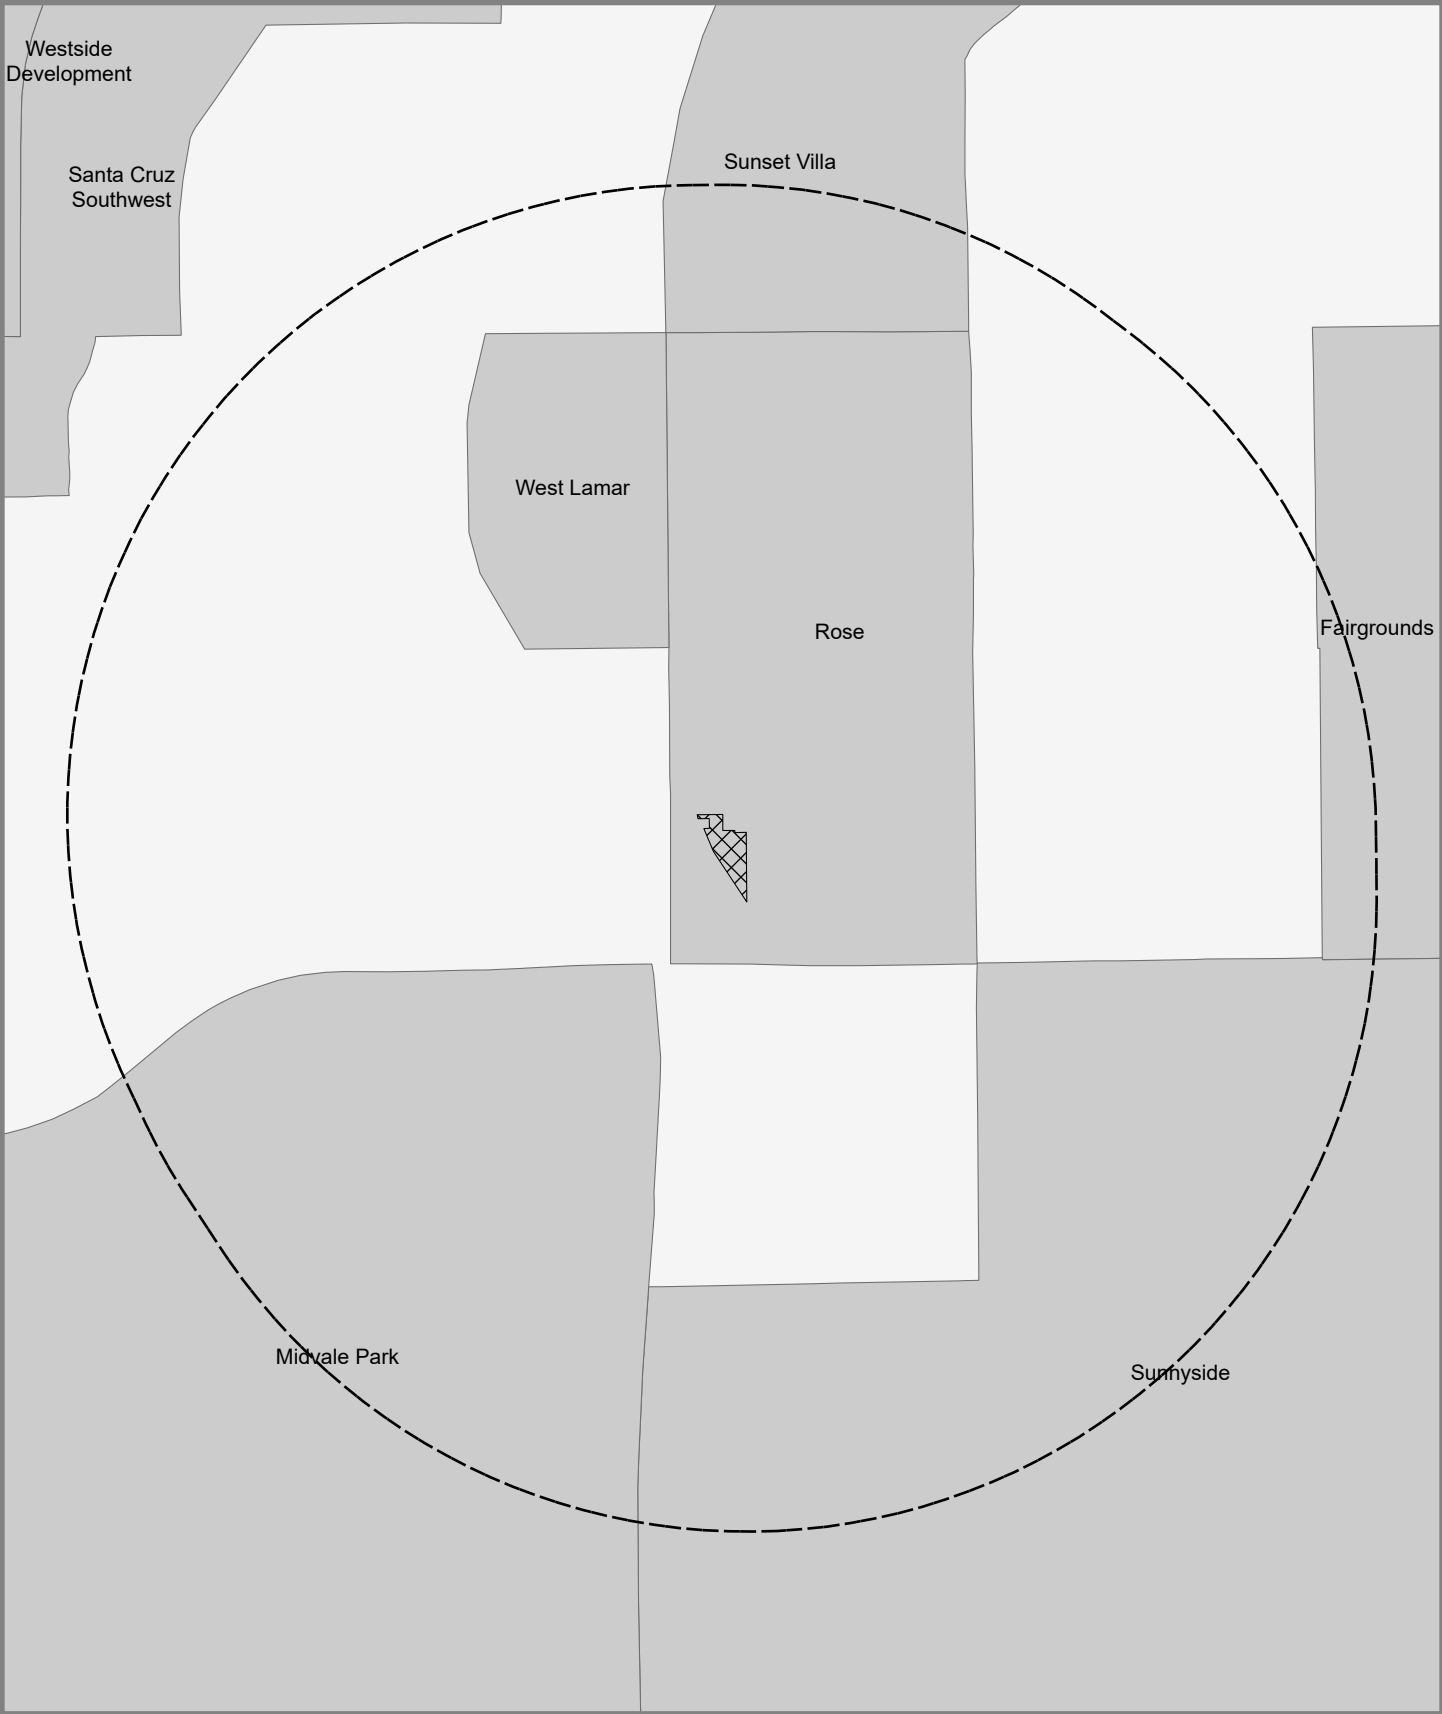 Westside
Development
Santa Cruz
Southwest
Sunset Villa
West Lamar
Rose
Fairgrounds
Midvale Park
Sunnyside